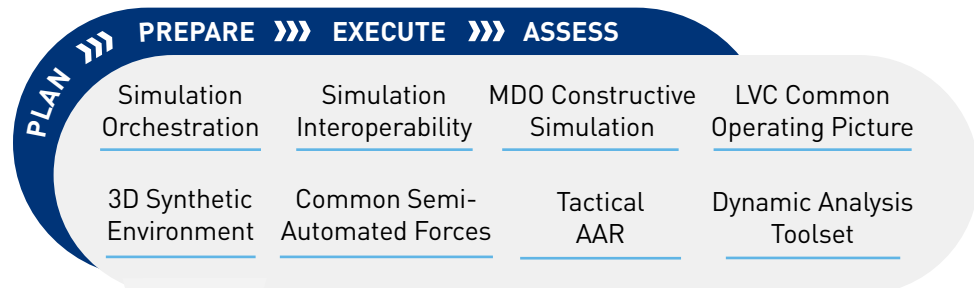 PLAN PREPARE EXECUTE ASSESS
Simulation
Orchestration
Simulation
Interoperability
MDO Constructive
Simulation
LVC Common
Operating Picture
3D Synthetic
Environment
Common Semi-
Automated Forces
Tactical
AAR
Dynamic Analysis
Toolset